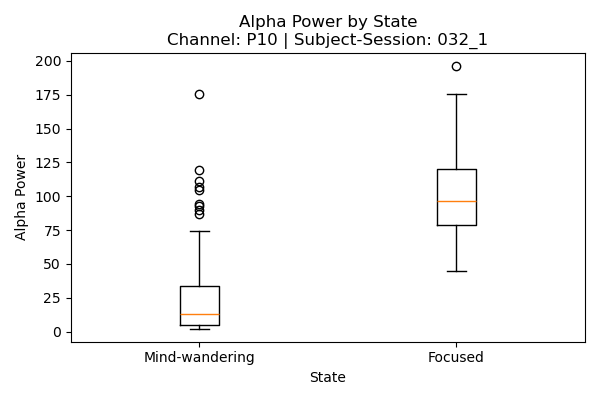 Alpha Power by State
Channel: P10 | Subject-Session: 032_1
200
175
150
125
100
75
50
25
0
Alpha Power
Mind-wandering
Focused
State